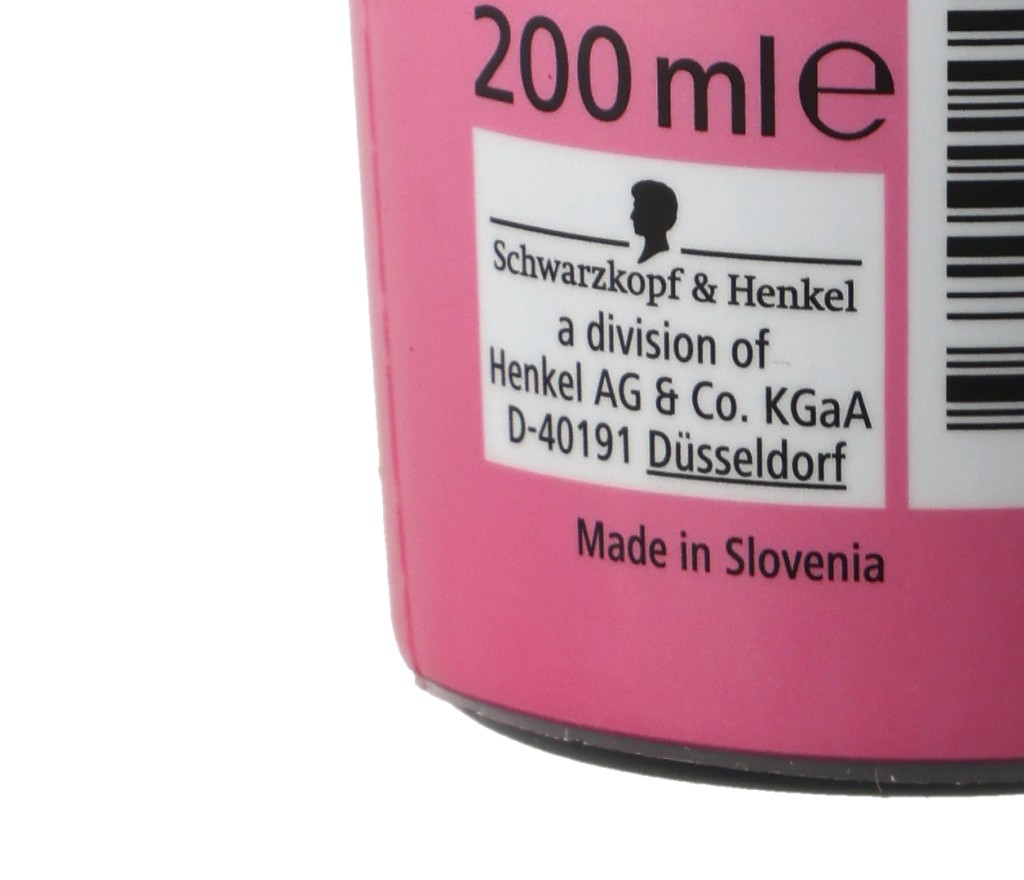 200 ml ℮
Schwarzkopf & Henkel
a division of
Henkel AG & Co. KGaA
D-40191 Düsseldorf
Made in Slovenia